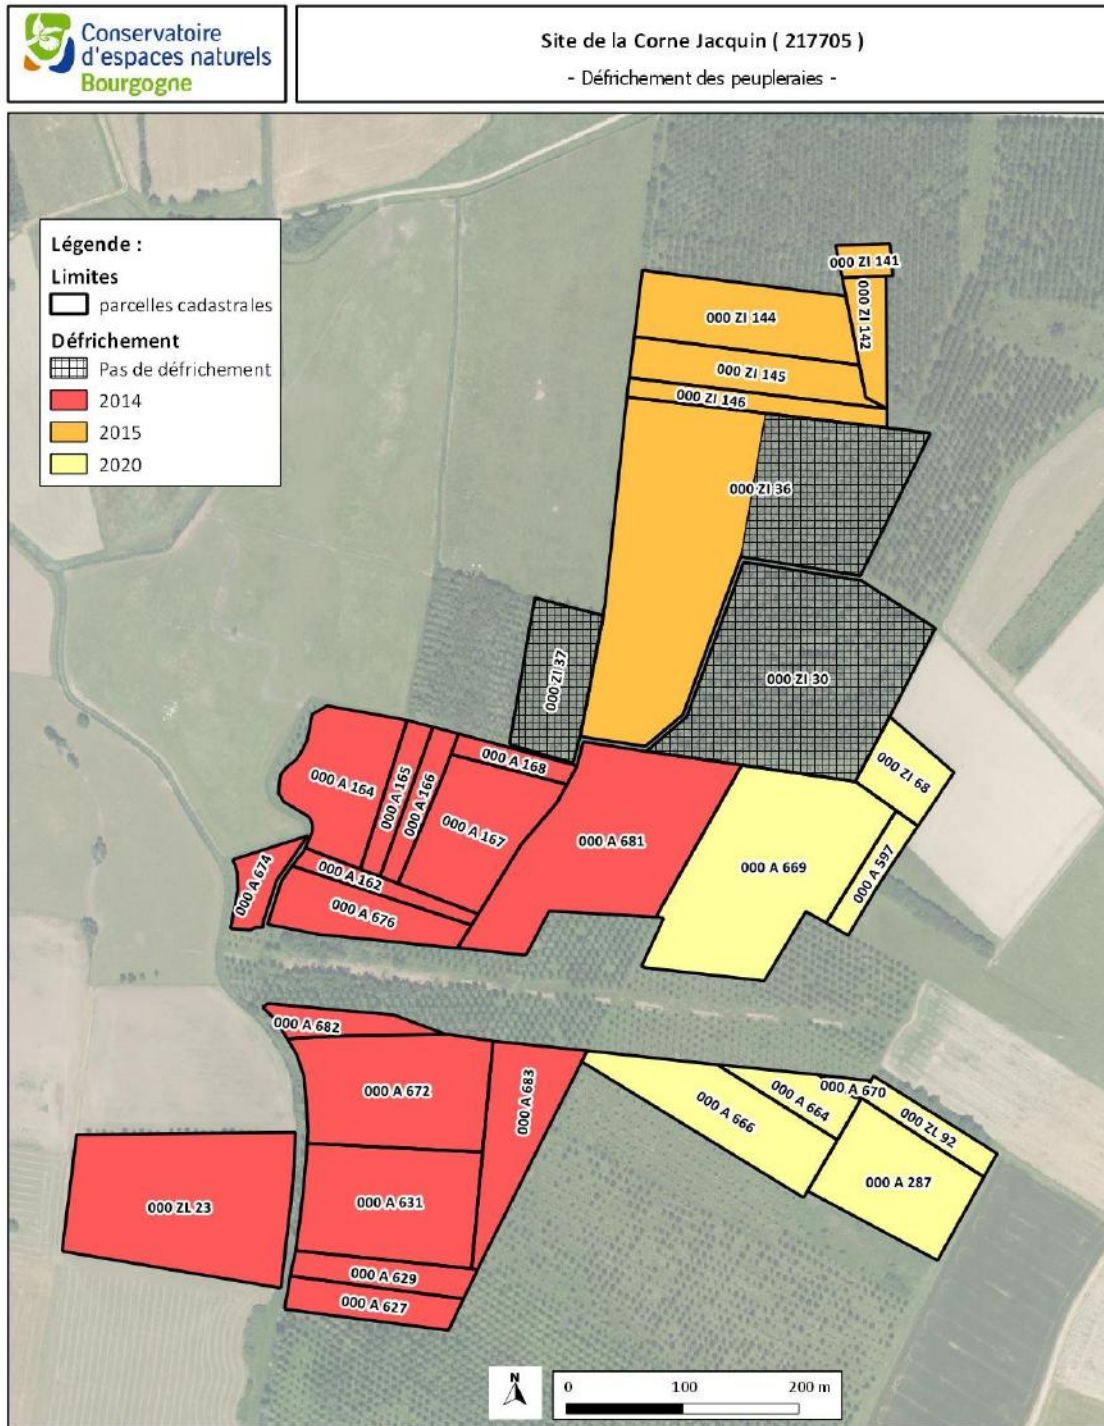 Conservatoire
d'espaces naturels
Bourgogne
Site de la Corne Jacquin ( 217705 )
- Défrichement des peupleraies -
Légende :
Limites
parcelles cadastrales
Défrichement
Pas de défrichement
2014
2015
2020
000 ZI 141
000 ZI 142
000 ZI 144
000 ZI 145
000 ZI 146
000 ZI 36
000 ZI 37
000 ZI 30
000 ZI 68
000 A 168
000 A 164
000 A 165
000 A 166
000 A 167
000 A 681
000 A 669
000 A 597
000 A 674
000 A 162
000 A 676
000 A 682
000 A 672
000 A 683
000 A 670
000 A 664
000 A 666
000 ZL 92
000 A 287
000 ZL 23
000 A 631
000 A 629
000 A 627
N
0 100 200 m